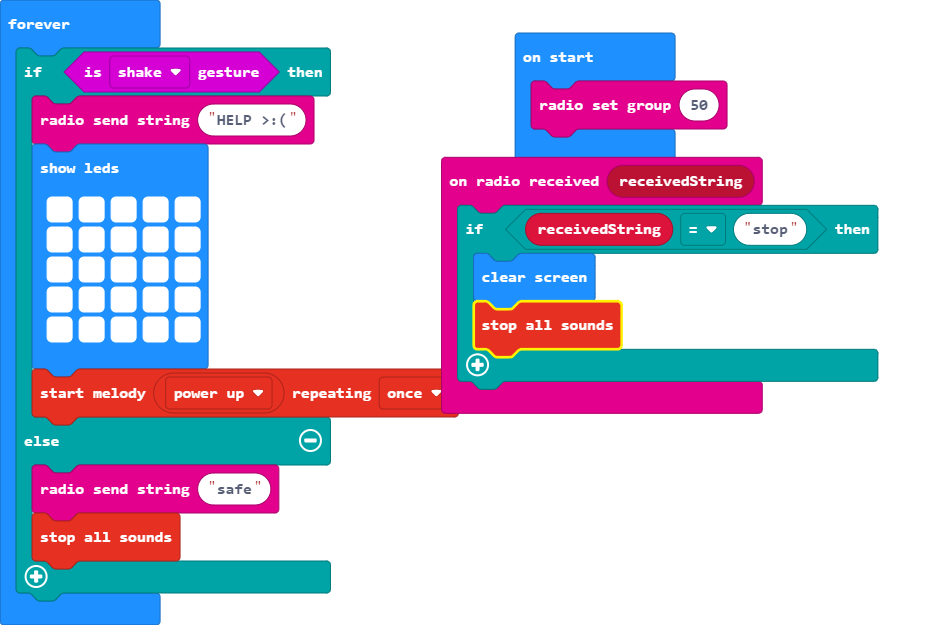 forever
if is shake gesture then
radio send string "HELP >:("
show leds
start melody power up repeating once
else
radio send string "safe"
stop all sounds
on start
radio set group 50
on radio received receivedString
if receivedString = "stop" then
clear screen
stop all sounds